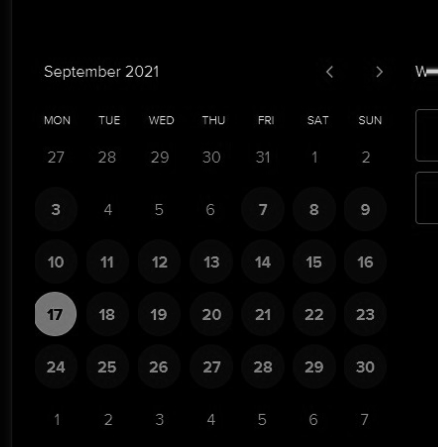 September 2021 < > W
MON TUE WED THU FRI SAT SUN
27 28 29 30 31 1 2
3 4 5 6 7 8 9
10 11 12 13 14 15 16
17 18 19 20 21 22 23
24 25 26 27 28 29 30
1 2 3 4 5 6 7